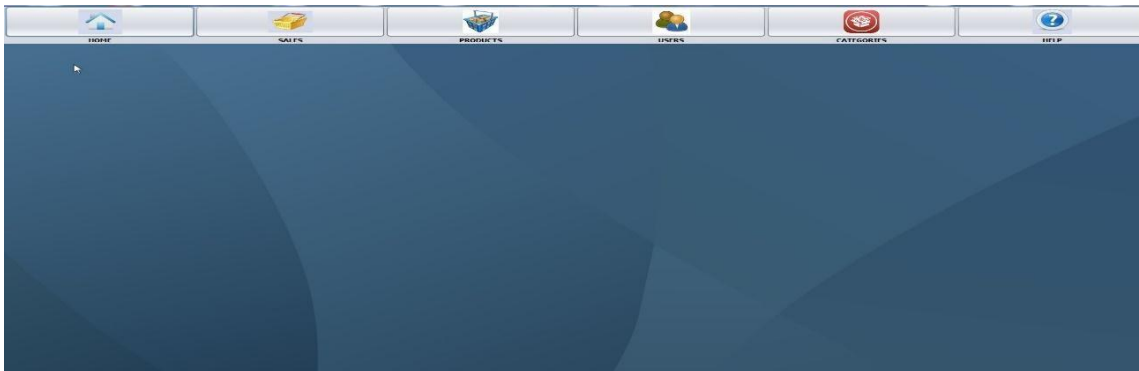 HOME
SALES
PRODUCTS
USERS
CATEGORIES
HELP